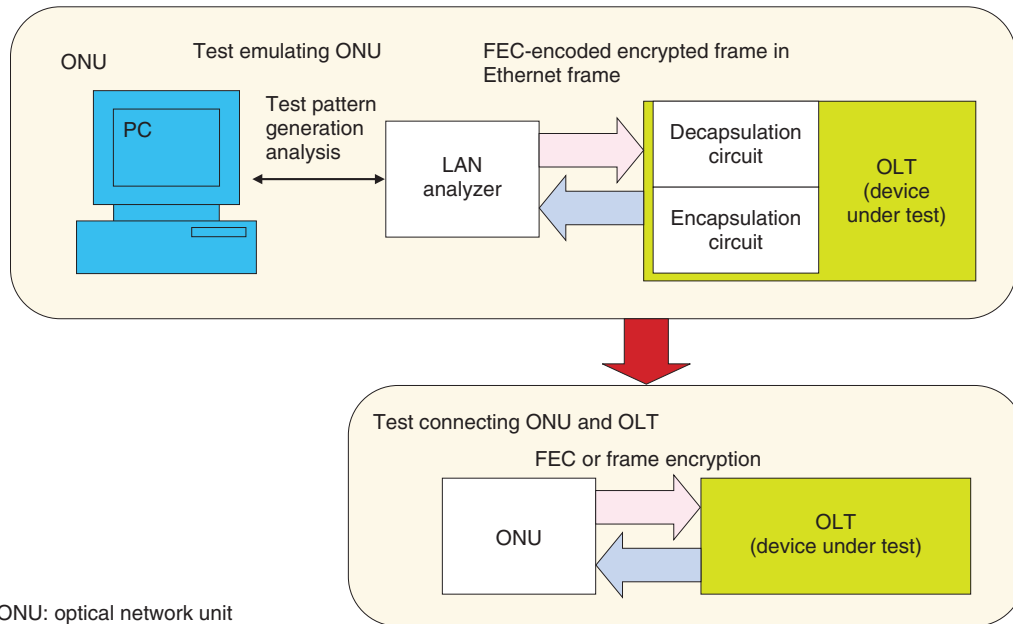 Test emulating ONU
FEC-encoded encrypted frame in
Ethernet frame
ONU
PC
Test pattern
generation
analysis
LAN
analyzer
Decapsulation
circuit
Encapsulation
circuit
OLT
(device
under test)
Test connecting ONU and OLT
FEC or frame encryption
ONU
OLT
(device under test)
ONU: optical network unit